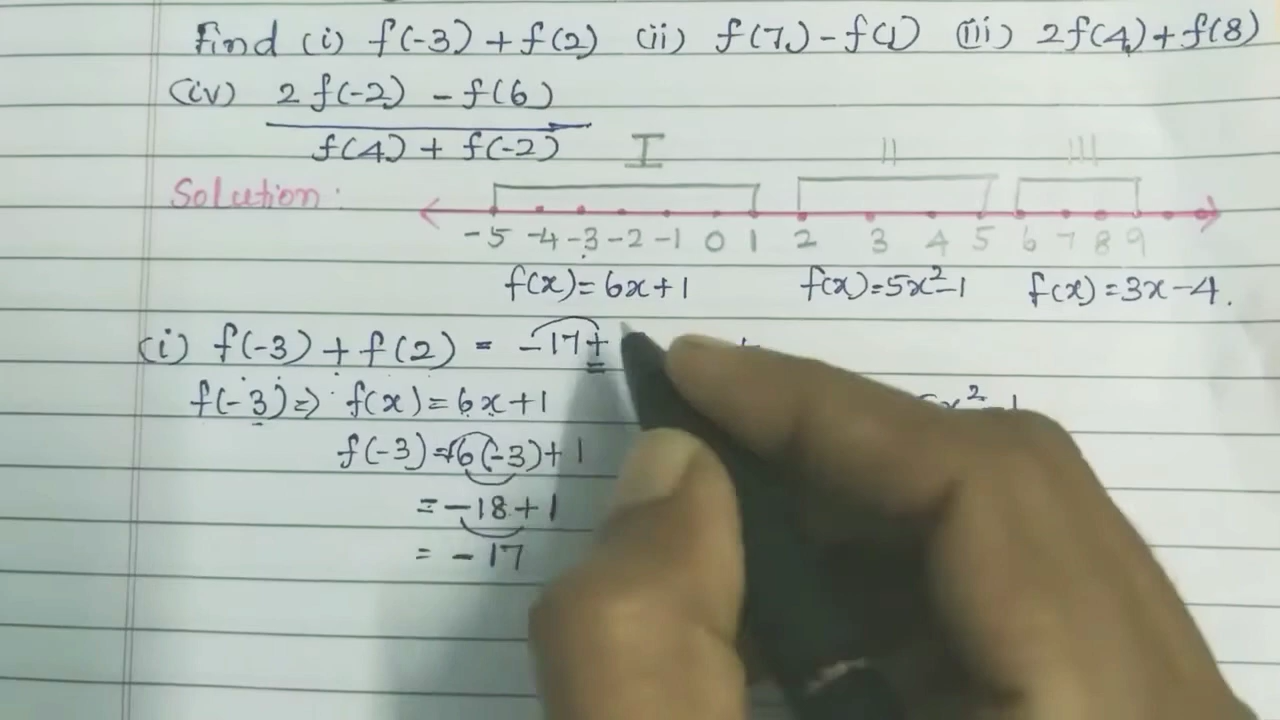 Find (i) f(-3) + f(2) (ii) f(7) - f(1) (iii) 2f(4) + f(8)
(iv) 2f(-2) - f(6)
f(4) + f(-2)
I II III
Solution:
-5 -4 -3 -2 -1 0 1 2 3 4 5 6 7 8 9
f(x) = 6x+1 f(x) = 5x²-1 f(x) = 3x-4.
(i) f(-3) + f(2) = -17+
f(-3) => f(x) = 6x+1
f(-3) = +6(-3)+1
= -18+1
= -17